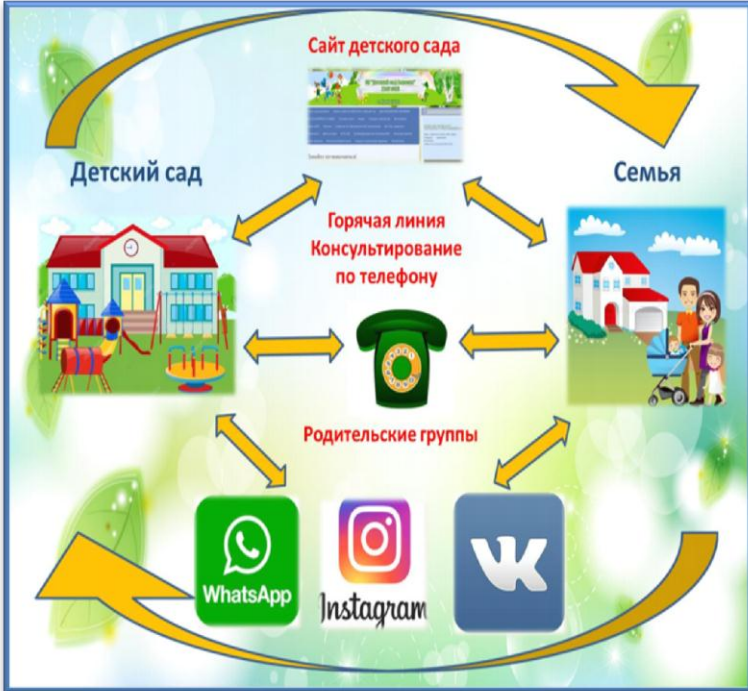 Сайт детского сада
Детский сад
Семья
Горячая линия
Консультирование
по телефону
Родительские группы
WhatsApp
Instagram